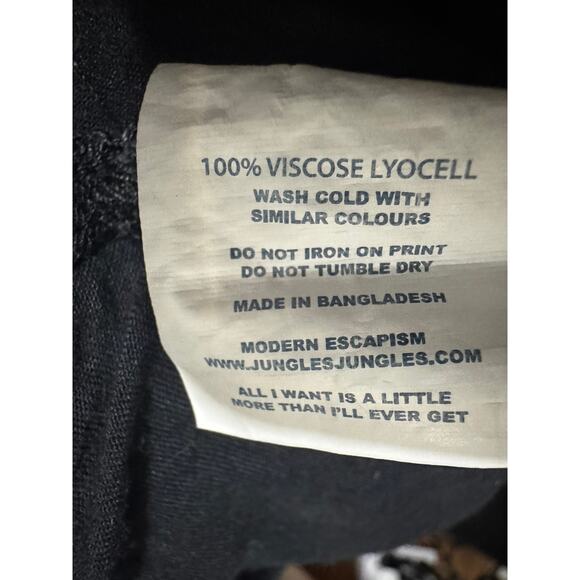 100% VISCOSE LYOCELL
WASH COLD WITH
SIMILAR COLOURS
DO NOT IRON ON PRINT
DO NOT TUMBLE DRY
MADE IN BANGLADESH
MODERN ESCAPISM
WWW.JUNGLESJUNGLES.COM
ALL I WANT IS A LITTLE
MORE THAN I'LL EVER GET